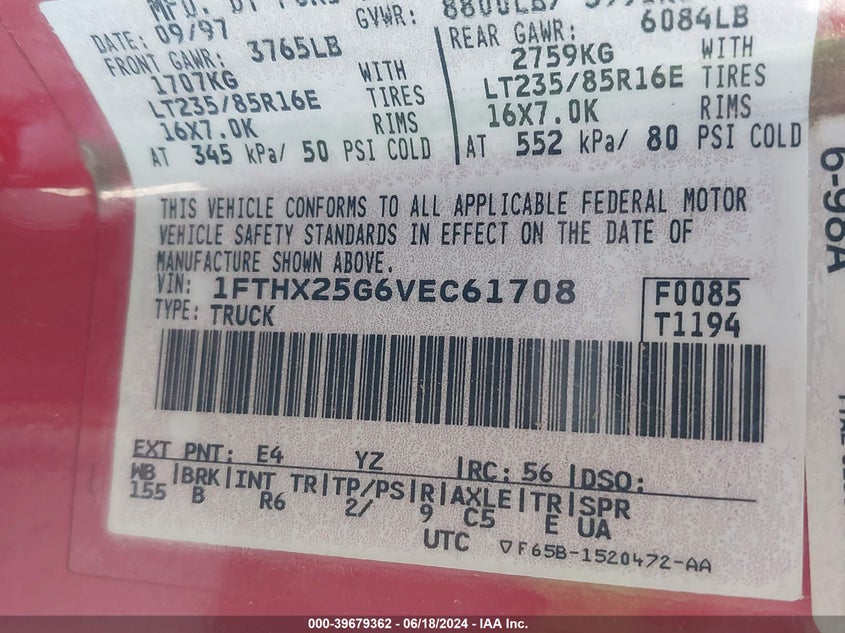 MFD. BY FORD
DATE: 09/97
GVWR: 8800LB/
FRONT GAWR: 3765LB
1707KG WITH
LT235/85R16E TIRES
16X7.0K RIMS
AT 345 kPa/ 50 PSI COLD
REAR GAWR: 6084LB
2759KG WITH
LT235/85R16E TIRES
16X7.0K RIMS
AT 552 kPa/ 80 PSI COLD
THIS VEHICLE CONFORMS TO ALL APPLICABLE FEDERAL MOTOR
VEHICLE SAFETY STANDARDS IN EFFECT ON THE DATE OF
MANUFACTURE SHOWN ABOVE.
VIN: 1FTHX25G6VEC61708
TYPE: TRUCK
F0085
T1194
EXT PNT: E4 YZ RC: 56 DSO:
WB BRK INT TR TP/PS R AXLE TR SPR
155 B R6 2/ 9 C5 E UA
UTC ▽F65B-1520472-AA
6-98A
000-39679362 - 06/18/2024 - IAA Inc.